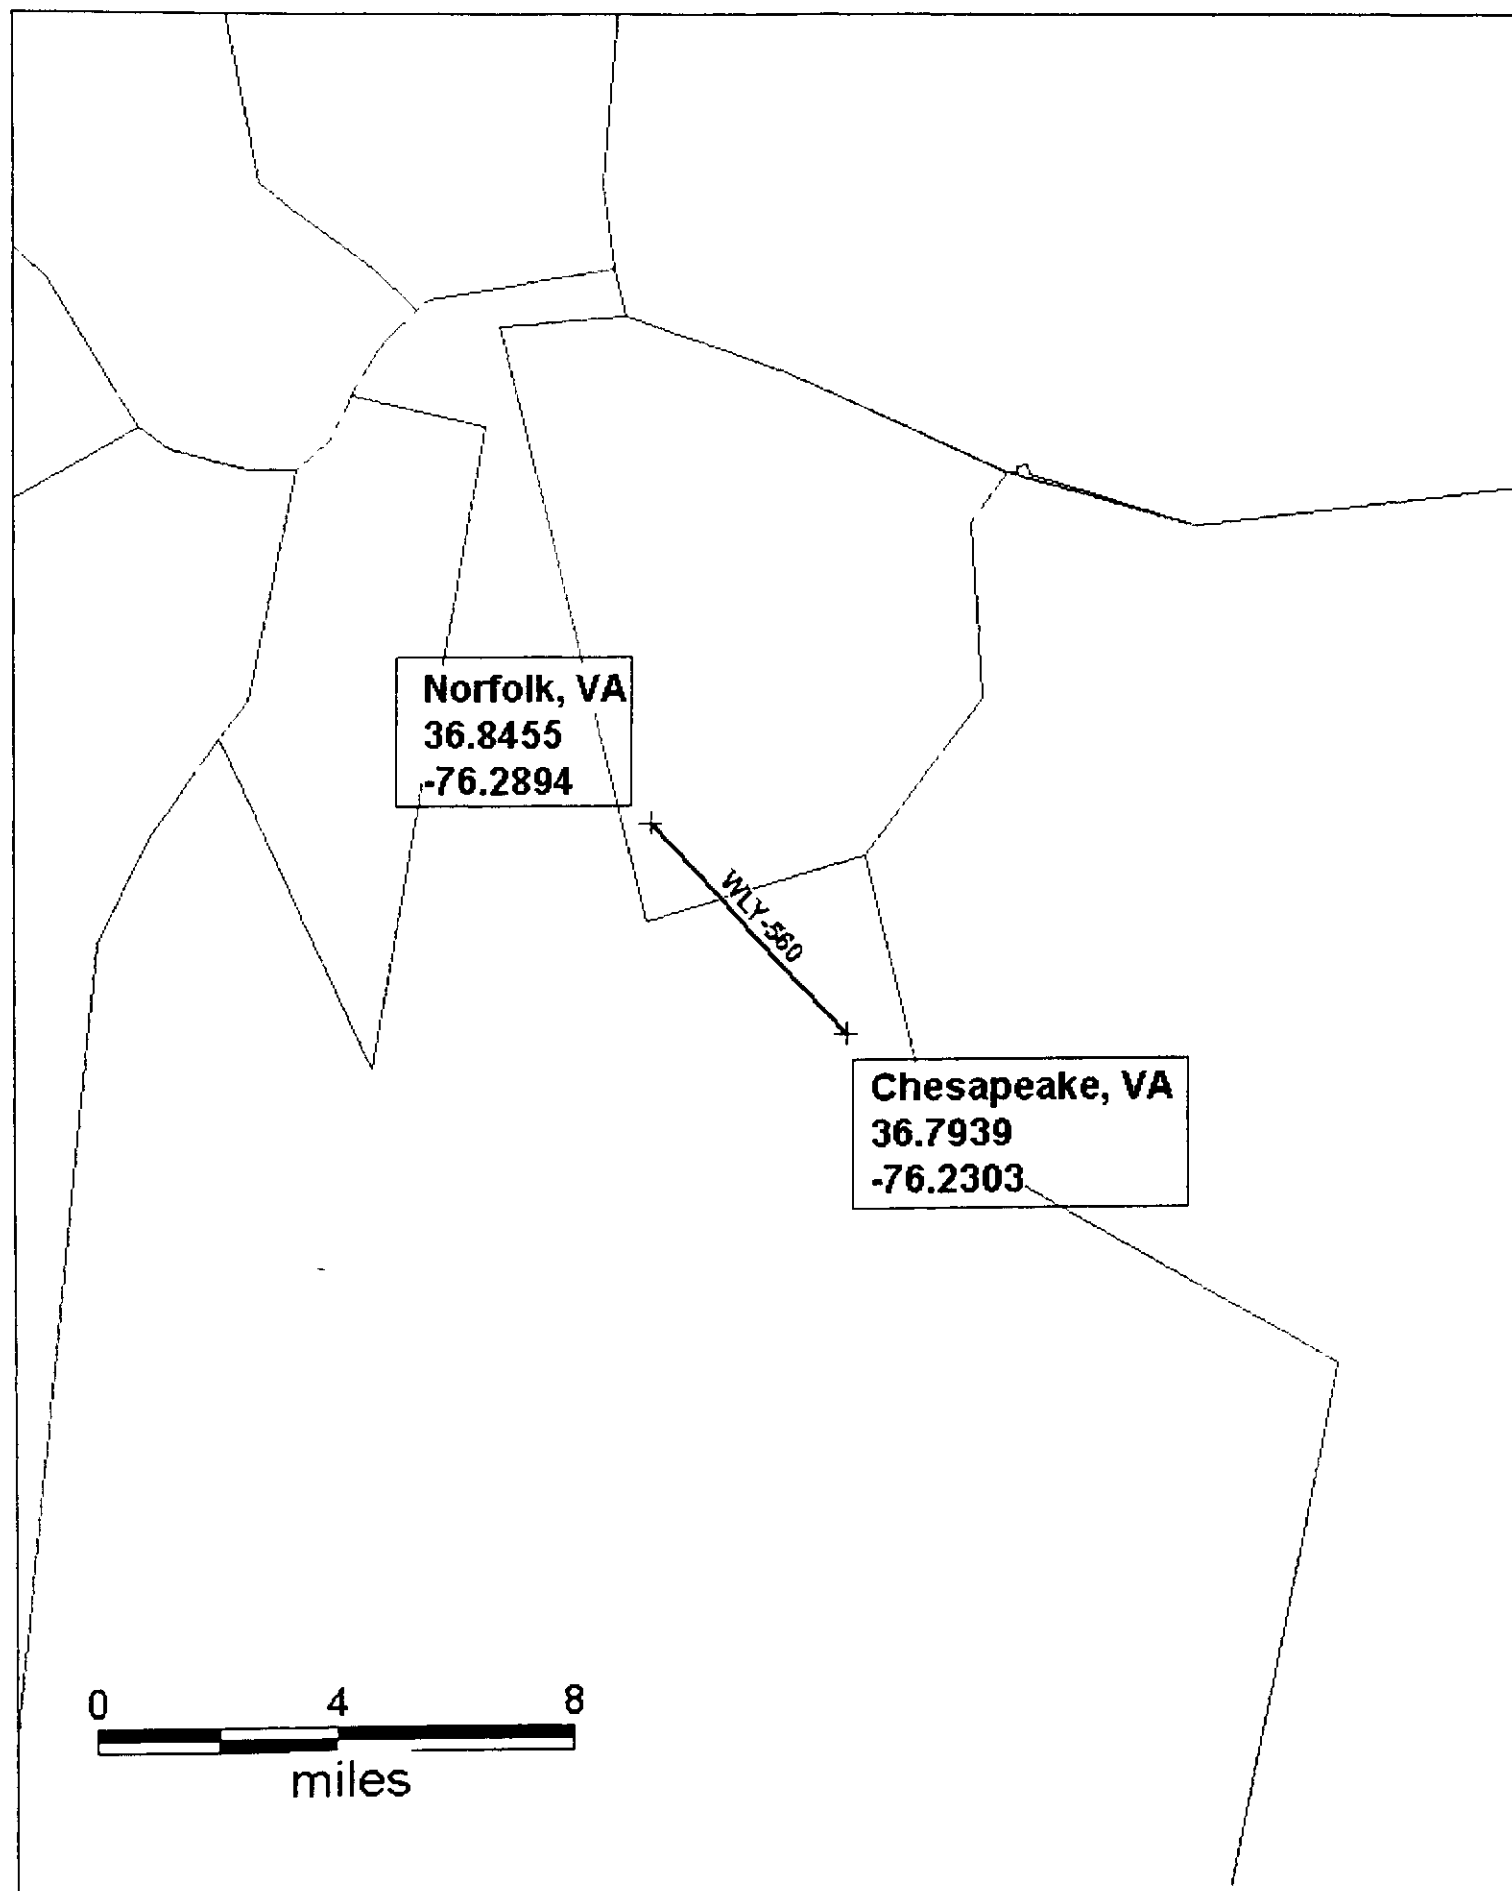 Norfolk, VA
36.8455
-76.2894
WLY-560
Chesapeake, VA
36.7939
-76.2303
0 4 8
miles